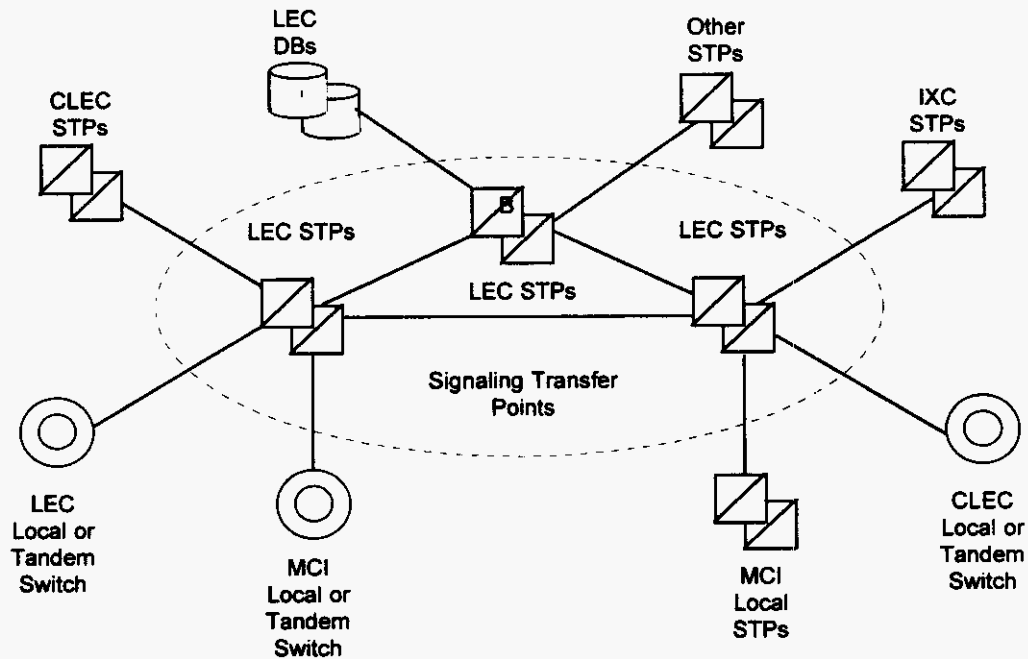 LEC
DBs
Other
STPs
CLEC
STPs
IXC
STPs
B
LEC STPs
LEC STPs
LEC STPs
Signaling Transfer
Points
LEC
Local or
Tandem
Switch
MCI
Local or
Tandem
Switch
MCI
Local
STPs
CLEC
Local or
Tandem
Switch